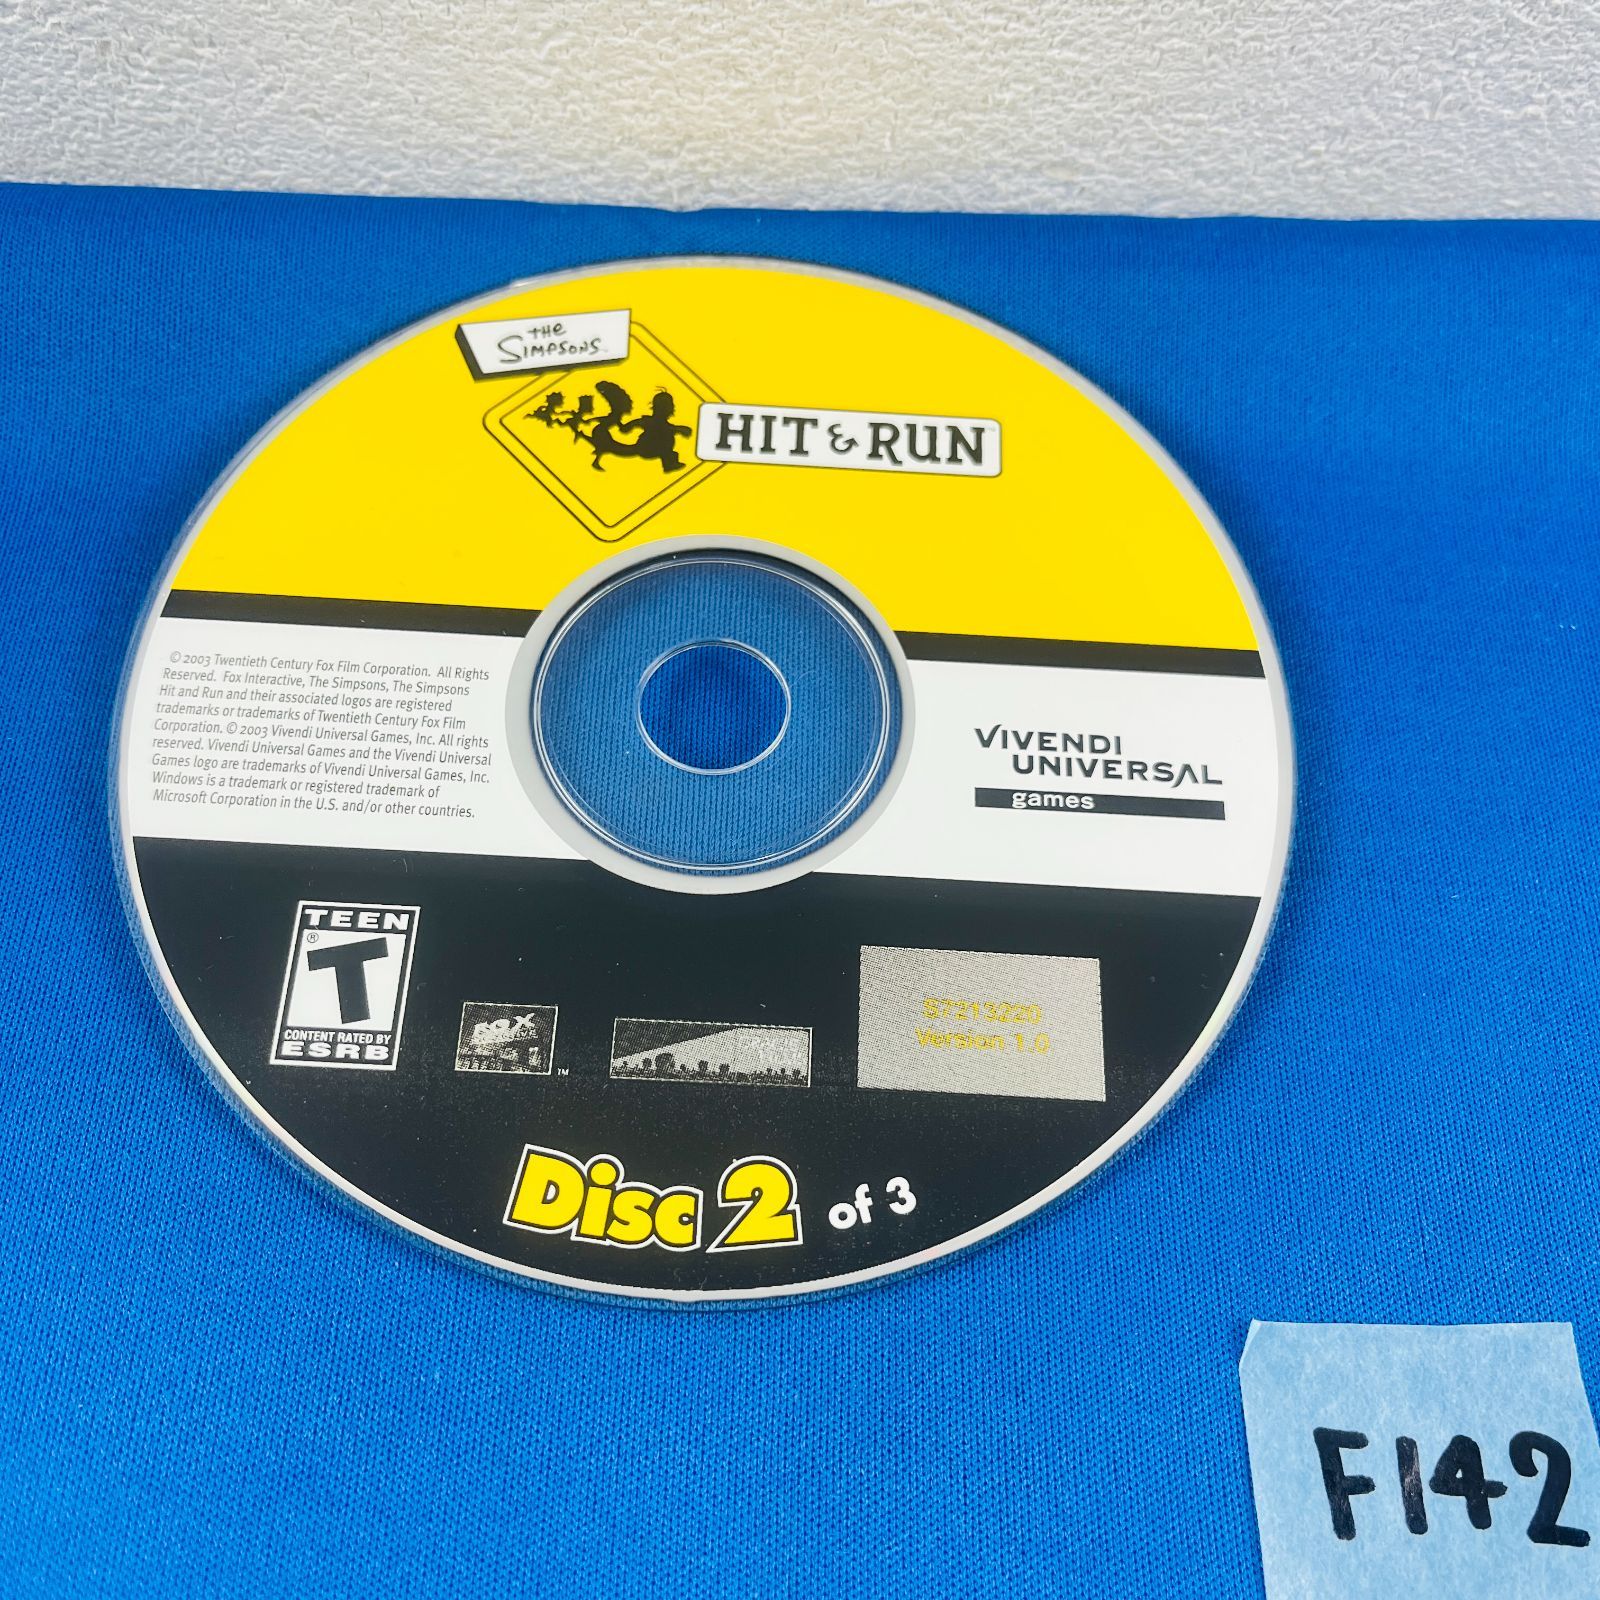 THE
SIMPSONS
HIT & RUN
© 2003 Twentieth Century Fox Film Corporation. All Rights
Reserved. Fox Interactive, The Simpsons, The Simpsons
Hit and Run and their associated logos are registered
trademarks or trademarks of Twentieth Century Fox Film
Corporation. © 2003 Vivendi Universal Games, Inc. All rights
reserved. Vivendi Universal Games and the Vivendi Universal
Games logo are trademarks of Vivendi Universal Games, Inc.
Windows is a trademark or registered trademark of
Microsoft Corporation in the U.S. and/or other countries.
VIVENDI
UNIVERSAL
games
TEEN
T®
CONTENT RATED BY
ESRB
FOX
™
S7213220
Version 1.0
Disc 2 of 3
F142